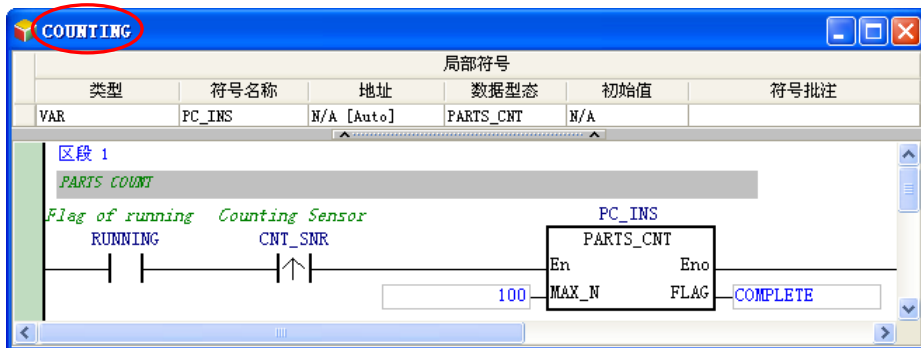 COUNTING
局部符号
类型 符号名称 地址 数据型态 初始值 符号批注
VAR PC_INS N/A [Auto] PARTS_CNT N/A
区段 1
PARTS COUNT
Flag of running Counting Sensor PC_INS
RUNNING CNT_SNR PARTS_CNT
En Eno
100 MAX_N FLAG COMPLETE